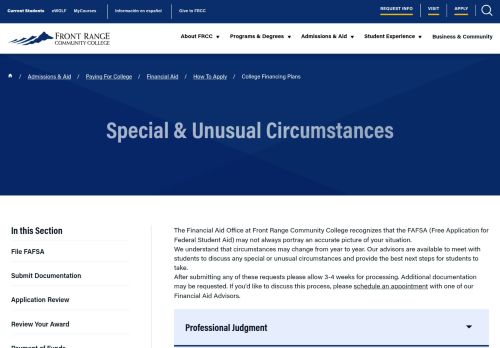 Current Students eWOLF MyCourses Información en español Give to FRCC REQUEST INFO VISIT APPLY
FRONT RANGE
COMMUNITY COLLEGE
About FRCC Programs & Degrees Admissions & Aid Student Experience Business & Community
/ Admissions & Aid / Paying For College / Financial Aid / How To Apply / College Financing Plans
Special & Unusual Circumstances
In this Section
File FAFSA
Submit Documentation
Application Review
Review Your Award
Payment of Funds
The Financial Aid Office at Front Range Community College recognizes that the FAFSA (Free Application for
Federal Student Aid) may not always portray an accurate picture of your situation.
We understand that circumstances may change from year to year. Our advisors are available to meet with
students to discuss any special or unusual circumstances and provide the best next steps for students to
take.
After submitting any of these requests please allow 3-4 weeks for processing. Additional documentation
may be requested. If you'd like to discuss this process, please schedule an appointment with one of our
Financial Aid Advisors.
Professional Judgment